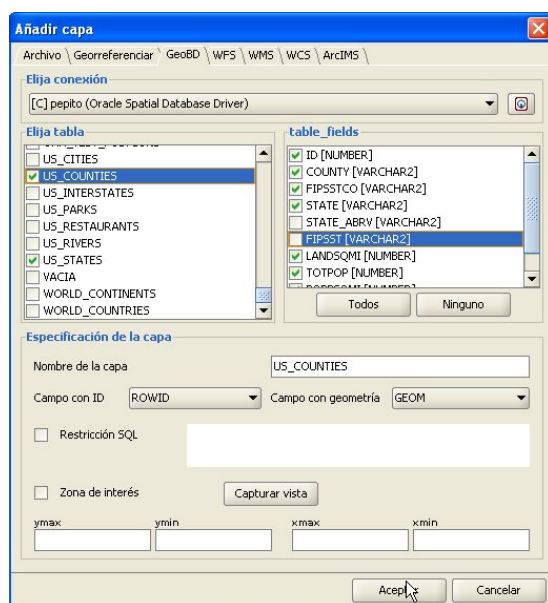 Añadir capa
Archivo Georreferenciar GeoBD WFS WMS WCS ArcIMS
Elija conexión
[C] pepito (Oracle Spatial Database Driver)
Elija tabla
US_CITIES
US_COUNTIES
US_INTERSTATES
US_PARKS
US_RESTAURANTS
US_RIVERS
US_STATES
VACIA
WORLD_CONTINENTS
WORLD_COUNTRIES
table_fields
ID [NUMBER]
COUNTY [VARCHAR2]
FIPSSTCO [VARCHAR2]
STATE [VARCHAR2]
STATE_ABRV [VARCHAR2]
FIPSST [VARCHAR2]
LANDSQMI [NUMBER]
TOTPOP [NUMBER]
Todos Ninguno
Especificación de la capa
Nombre de la capa US_COUNTIES
Campo con ID ROWID Campo con geometría GEOM
Restricción SQL
Zona de interés Capturar vista
ymax ymin xmax xmin
Cancelar